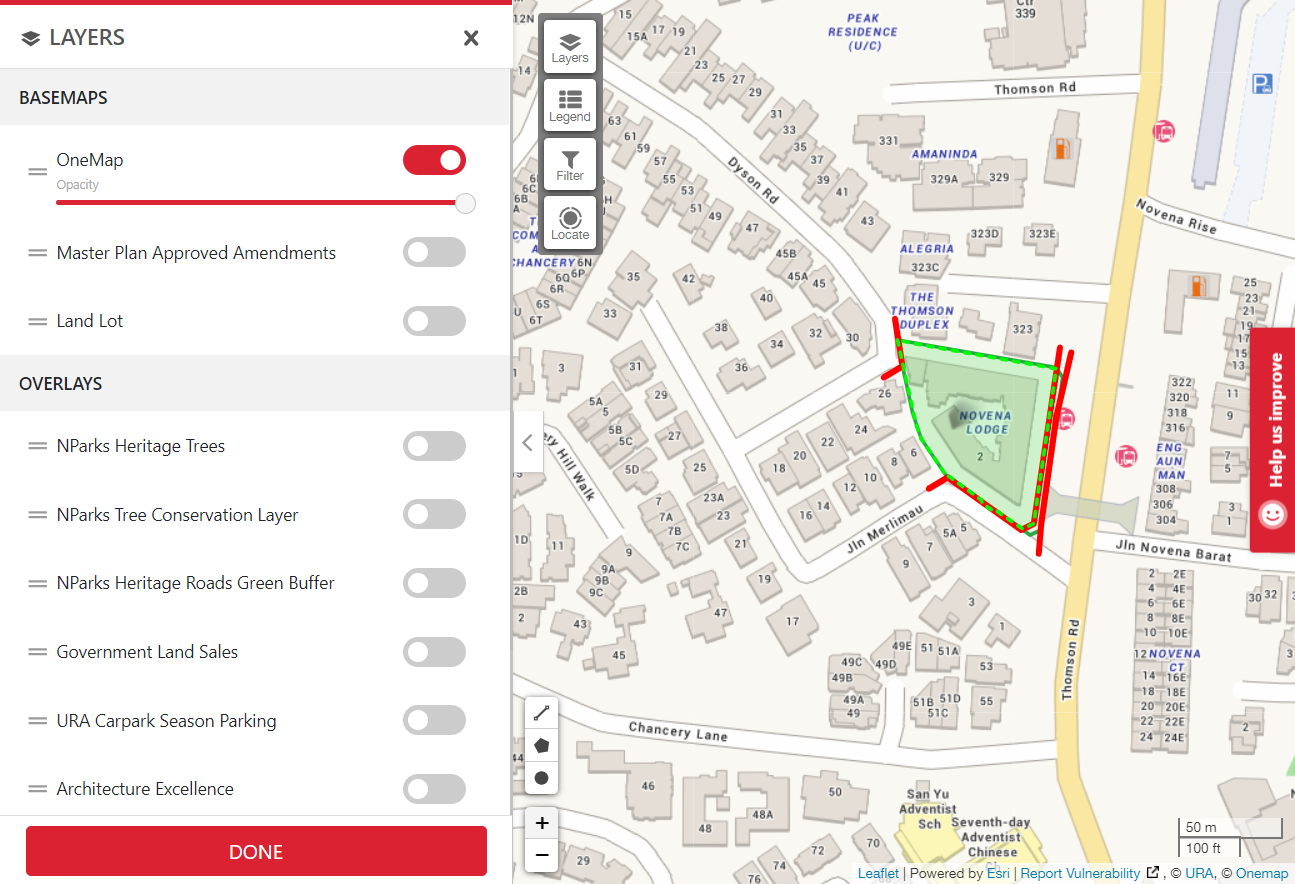 LAYERS
BASEMAPS
OneMap
Opacity
Master Plan Approved Amendments
Land Lot
OVERLAYS
NParks Heritage Trees
NParks Tree Conservation Layer
NParks Heritage Roads Green Buffer
Government Land Sales
URA Carpark Season Parking
Architecture Excellence
DONE
Layers
Legend
Filter
Locate
+
−
12N
15
15A
17
19
21
23
25
27
29
31
33
35
37
39
41
43
14
63
61
59
57
55
53
51
49
47
45B
45A
45
Dyson Rd
PEAK
RESIDENCE
(U/C)
339
Thomson Rd
331
AMANINDA
329A
329
ALEGRIA
323C
323D
323E
THE
THOMSON
DUPLEX
323
Novena Rise
P
CHANCERY
6N
6P
6Q
6R
6S
6T
35
33
42
40
38
36
34
32
30
3
31
29
27
25
5A
5
5B
5C
5D
Hill Walk
26
24
22
20
18
16
14
12
10
8
6
NOVENA
LODGE
2
7
7A
7B
7C
23A
23
21
Jln Merlimau
5A
5
7
9
1D
11
9
9A
9B
9C
2B
2
43
45
47
19
17
3
1
49E
49D
49C
49B
49A
49
51
51A
51B
51C
51D
53
55
Chancery Lane
Thomson Rd
46
48
48A
50
29
70
72
74
76
San Yu
Adventist
Sch
Seventh-day
Adventist
Chinese
25
23
21
19
17
15
13
322
320
318
316
11
9
ENG
AUN
MAN
7
5
308
306
304
3
1
Jln Novena Barat
2
2E
4
4E
6
6E
8
8E
10
10E
12
NOVENA
CT
14
16E
16
18
18E
20
20E
22
22E
24
24E
30
32
2
Help us improve
50 m
100 ft
Leaflet | Powered by Esri | Report Vulnerability , © URA, © Onemap